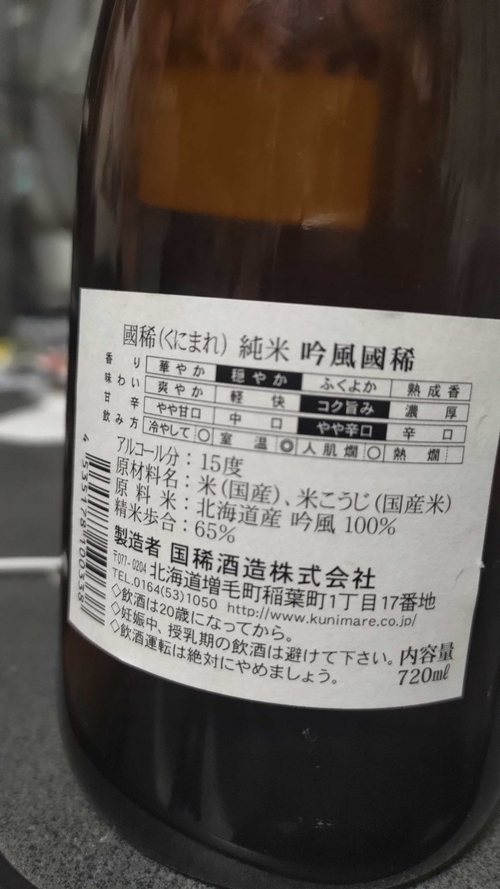 國稀(くにまれ) 純米 吟風國稀
香り 華やか 穏やか ふくよか 熟成香
味わい 爽やか 軽快 コク旨み 濃厚
甘辛 やや甘口 中口 やや辛口 辛口
飲み方 冷やして○ 室温◎ 人肌燗○ 熱燗
アルコール分：15度
原材料名：米(国産)、米こうじ(国産米)
原料米：北海道産 吟風 100%
精米歩合：65%
製造者 国稀酒造株式会社
〒077-0204 北海道増毛町稲葉町1丁目17番地
TEL.0164(53)1050 http://www.kunimare.co.jp/
◇飲酒は20歳になってから。
◇妊娠中、授乳期の飲酒は避けて下さい。
◇飲酒運転は絶対にやめましょう。
内容量
720㎖
4 535178100338